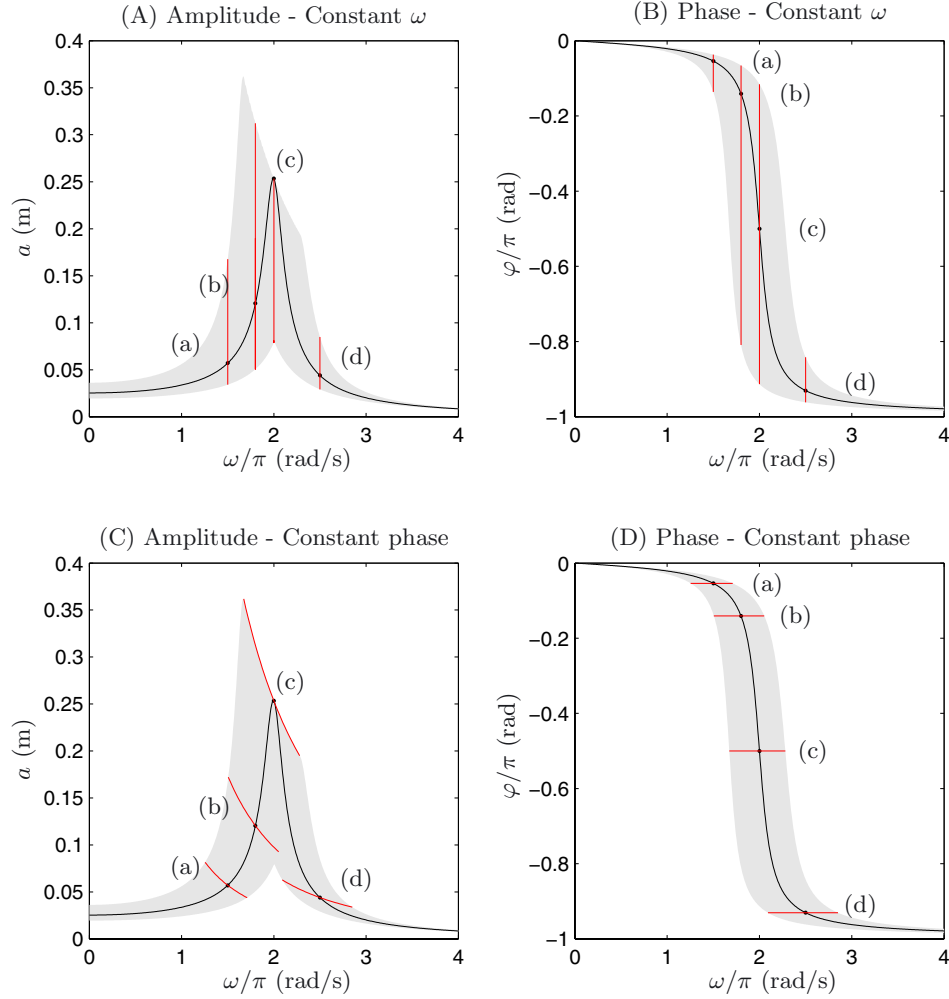 (A) Amplitude - Constant ω
0.4
0.35
0.3
0.25
0.2
0.15
0.1
0.05
0
a (m)
(c)
(b)
(a)
(d)
0 1 2 3 4
ω/π (rad/s)
(B) Phase - Constant ω
0
−0.2
−0.4
−0.6
−0.8
−1
φ/π (rad)
(a)
(b)
(c)
(d)
0 1 2 3 4
ω/π (rad/s)
(C) Amplitude - Constant phase
0.4
0.35
0.3
0.25
0.2
0.15
0.1
0.05
0
a (m)
(c)
(b)
(a)
(d)
0 1 2 3 4
ω/π (rad/s)
(D) Phase - Constant phase
0
−0.2
−0.4
−0.6
−0.8
−1
φ/π (rad)
(a)
(b)
(c)
(d)
0 1 2 3 4
ω/π (rad/s)